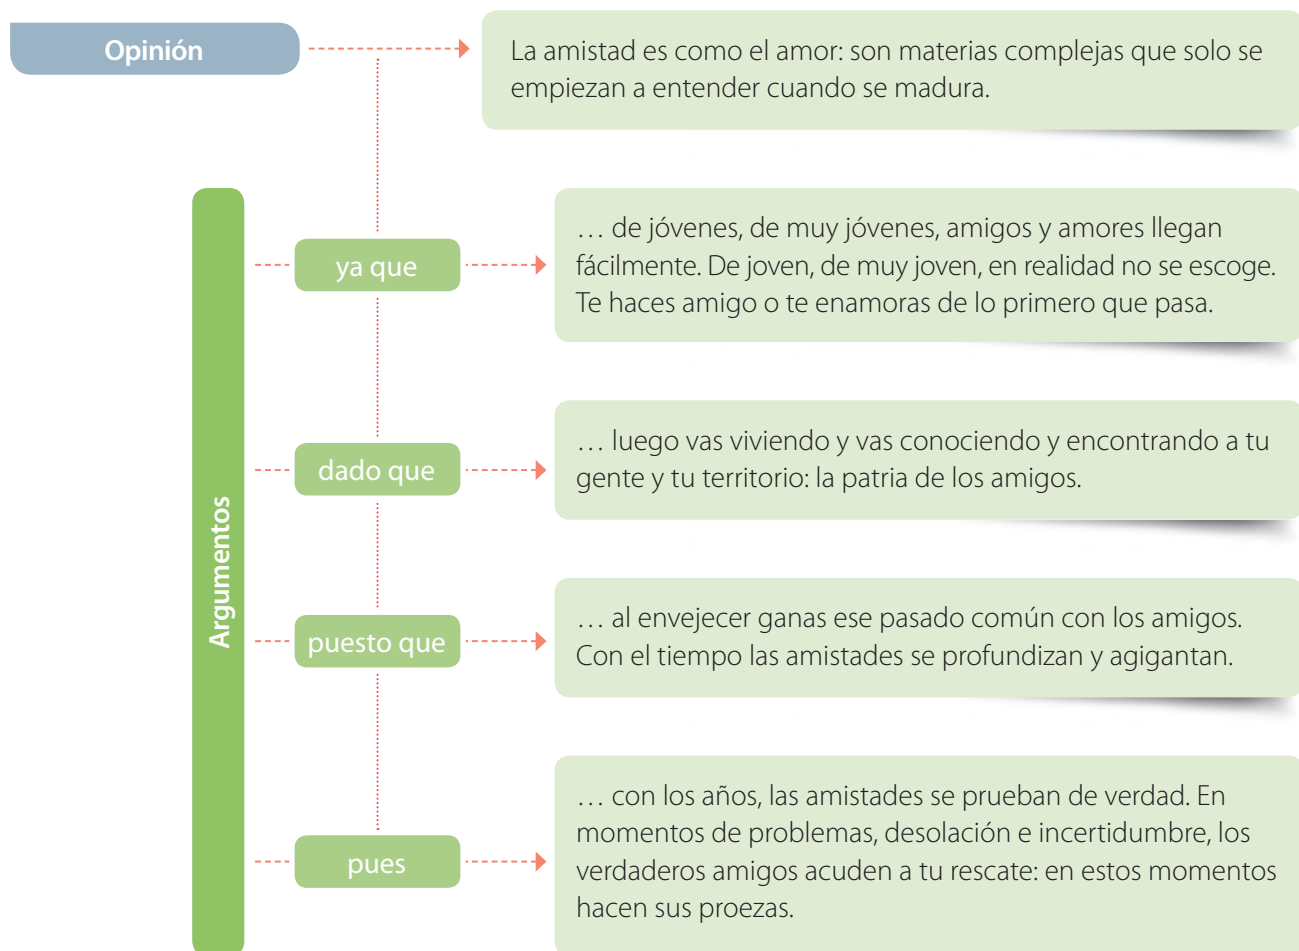 Opinión
La amistad es como el amor: son materias complejas que solo se
empiezan a entender cuando se madura.
Argumentos
ya que
… de jóvenes, de muy jóvenes, amigos y amores llegan
fácilmente. De joven, de muy joven, en realidad no se escoge.
Te haces amigo o te enamoras de lo primero que pasa.
dado que
… luego vas viviendo y vas conociendo y encontrando a tu
gente y tu territorio: la patria de los amigos.
puesto que
… al envejecer ganas ese pasado común con los amigos.
Con el tiempo las amistades se profundizan y agigantan.
pues
… con los años, las amistades se prueban de verdad. En
momentos de problemas, desolación e incertidumbre, los
verdaderos amigos acuden a tu rescate: en estos momentos
hacen sus proezas.